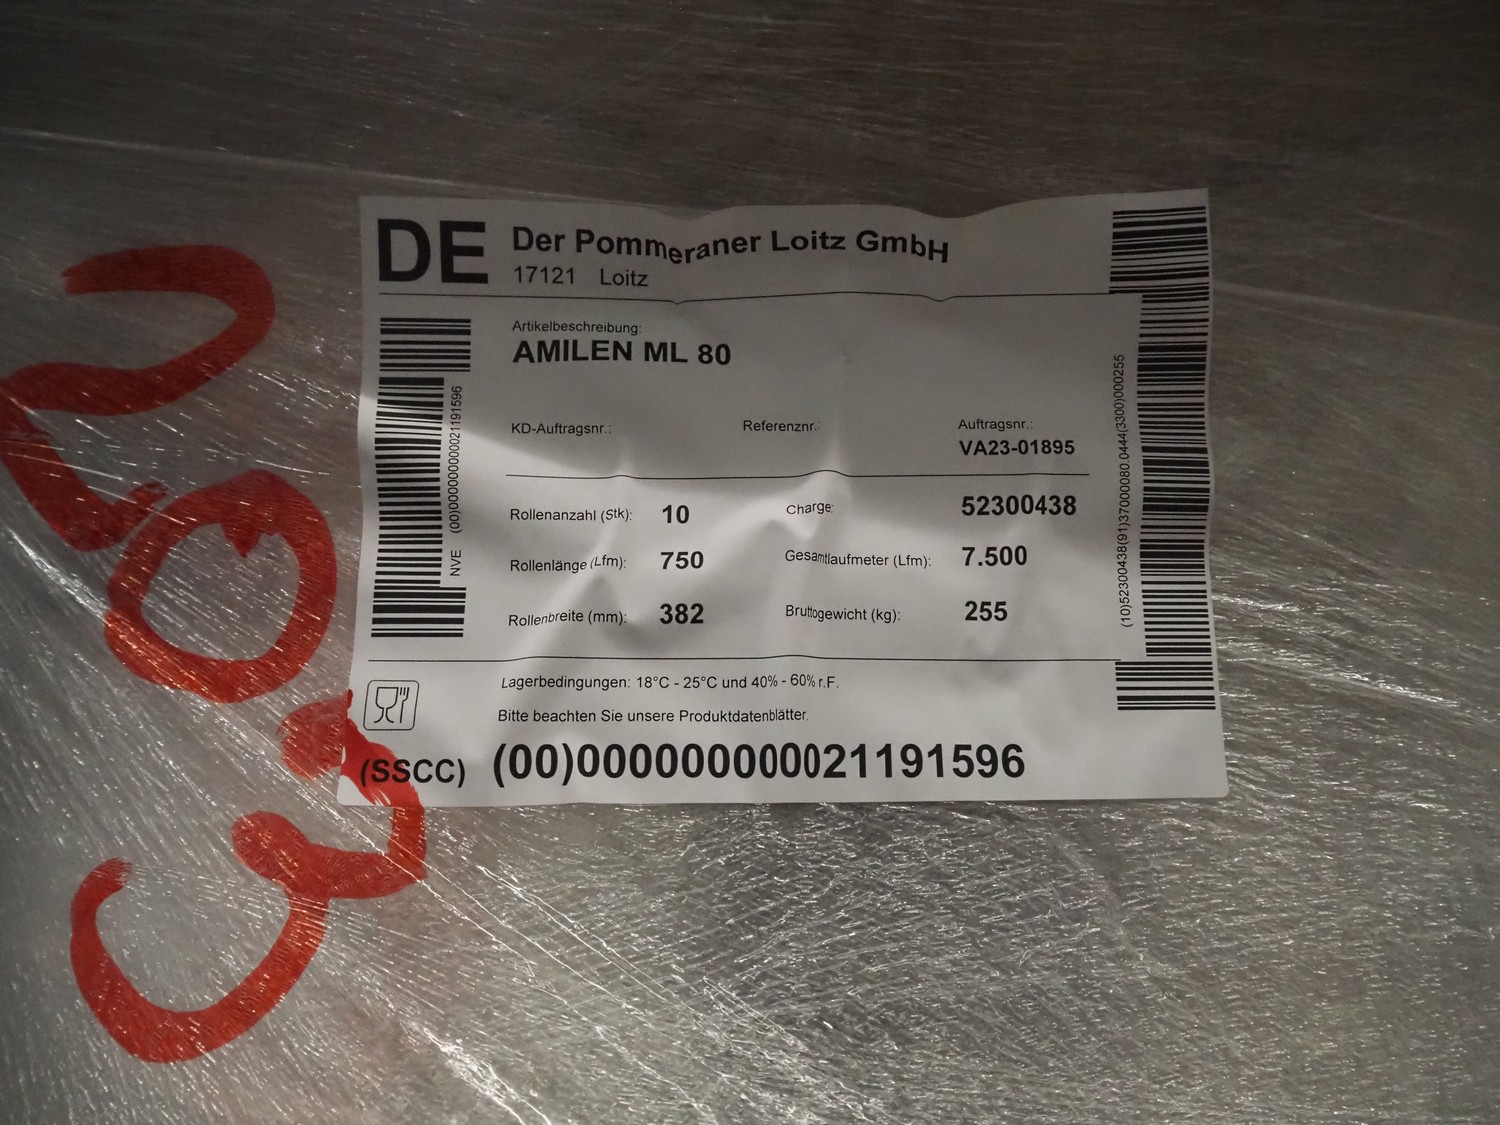 DE
Der Pommeraner Loitz GmbH
17121 Loitz
Artikelbeschreibung:
AMILEN ML 80
KD-Auftragsnr.:
Referenznr.:
Auftragsnr.:
VA23-01895
Rollenanzahl (Stk): 10
Charge: 52300438
Rollenlänge (Lfm): 750
Gesamtlaufmeter (Lfm): 7.500
Rollenbreite (mm): 382
Bruttogewicht (kg): 255
Lagerbedingungen: 18°C - 25°C und 40% - 60% r.F.
Bitte beachten Sie unsere Produktdatenblätter.
(SSCC) (00)000000000021191596
NVE (00)000000000021191596
(10)52300438(91)37000080.0444(3300)000255